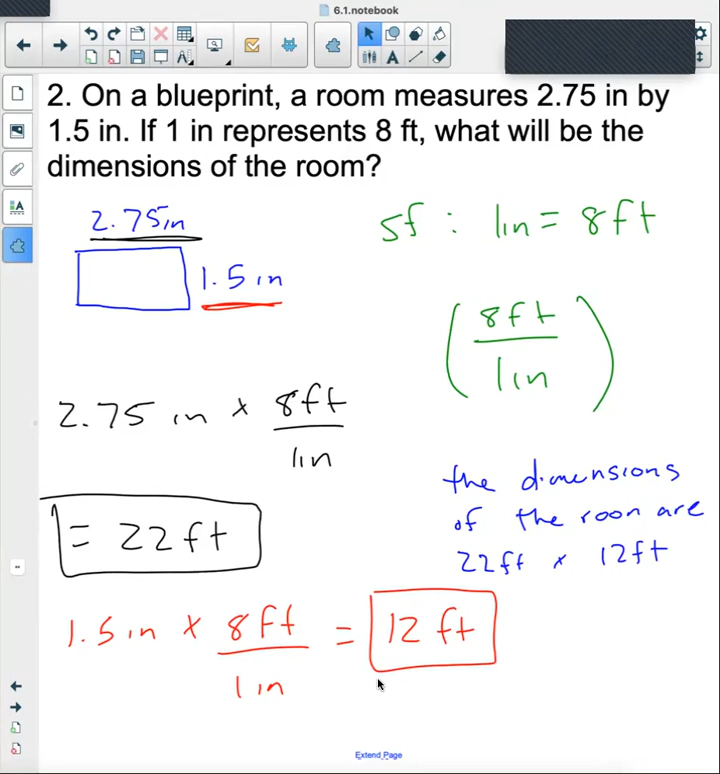 6.1.notebook
2. On a blueprint, a room measures 2.75 in by
1.5 in. If 1 in represents 8 ft, what will be the
dimensions of the room?
2.75in
1.5 in
sf : 1in = 8ft
(8ft
1in)
2.75 in x 8ft
1in
= 22ft
the dimensions
of the roon are
22ft x 12ft
1.5in x 8ft = 12 ft
1in
Extend Page